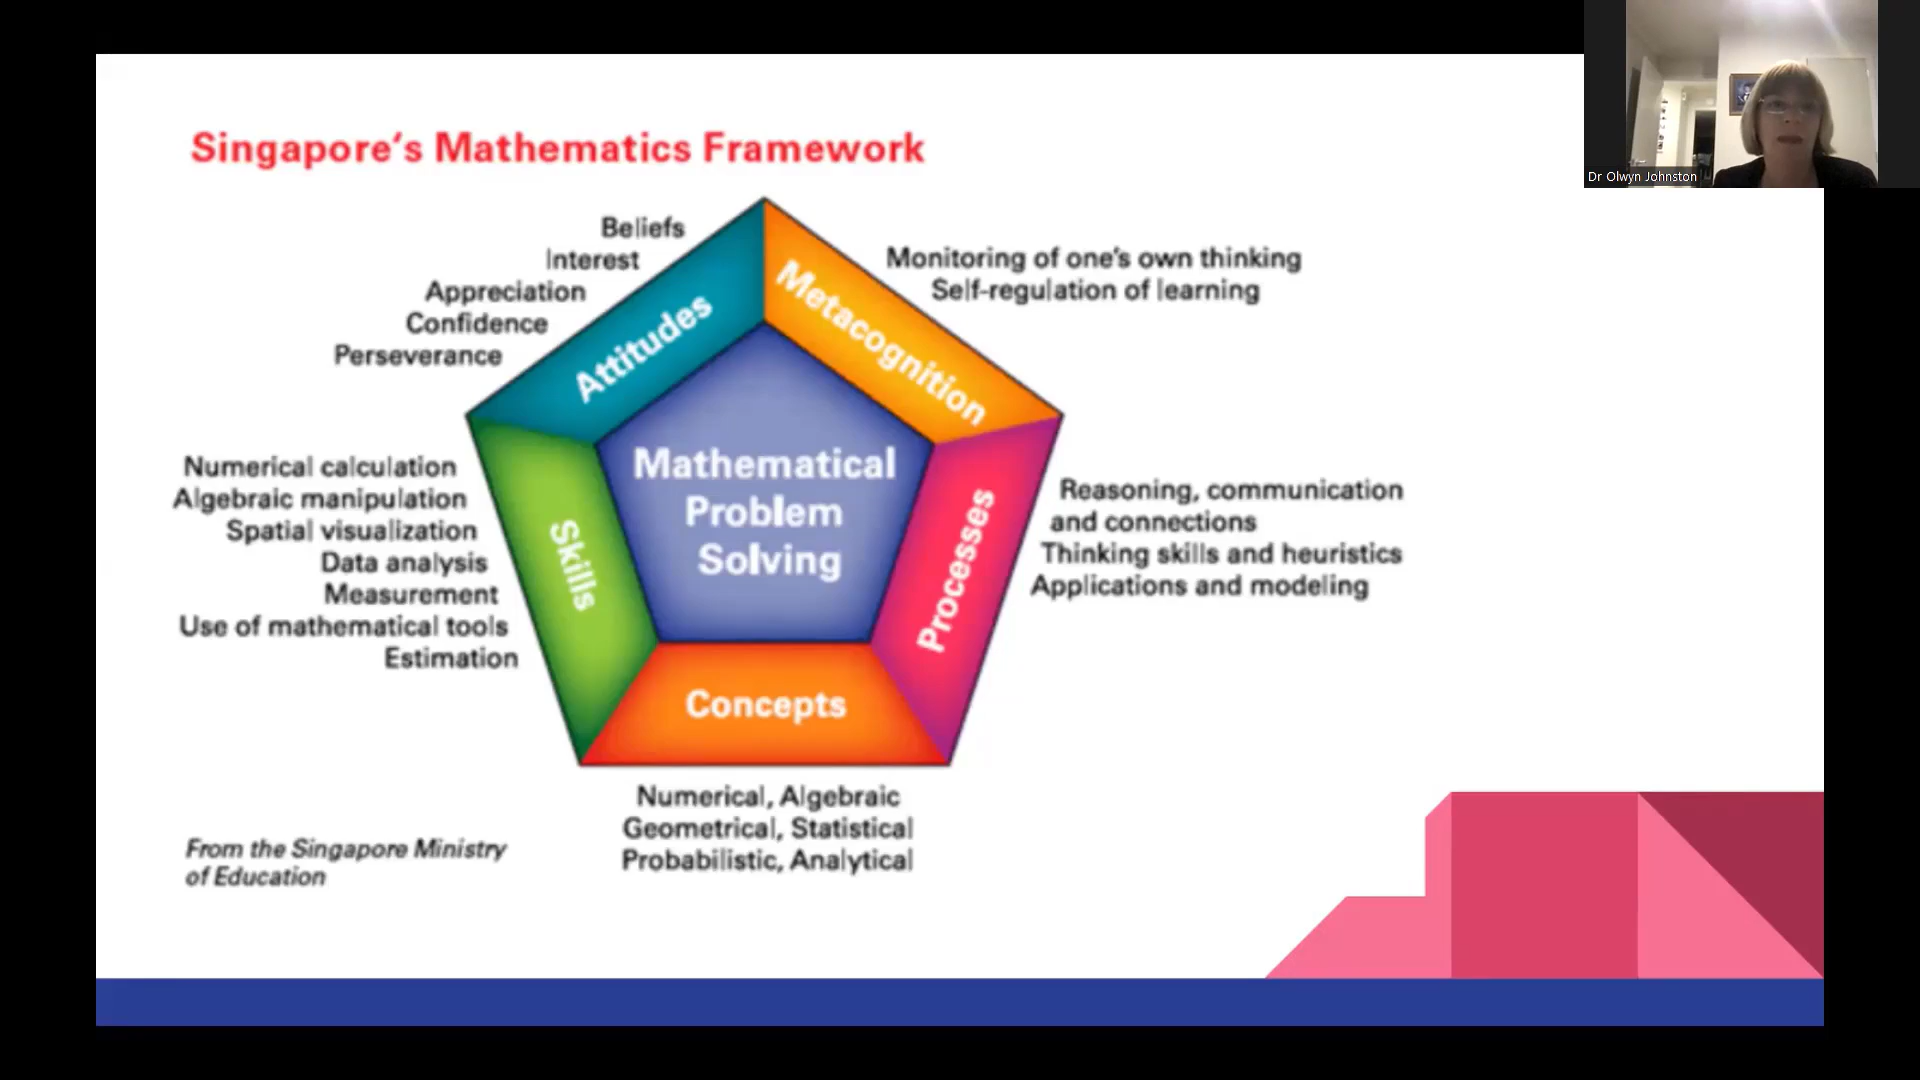 Singapore‘s Mathematics Framework
Dr Olwyn Johnston
Beliefs
Interest
Appreciation
Confidence
Perseverance
Attitudes
Metacognition
Monitoring of one's own thinking
Self-regulation of learning
Numerical calculation
Algebraic manipulation
Spatial visualization
Data analysis
Measurement
Use of mathematical tools
Estimation
Skills
Mathematical
Problem
Solving
Processes
Reasoning, communication
and connections
Thinking skills and heuristics
Applications and modeling
Concepts
Numerical, Algebraic
Geometrical, Statistical
Probabilistic, Analytical
From the Singapore Ministry
of Education